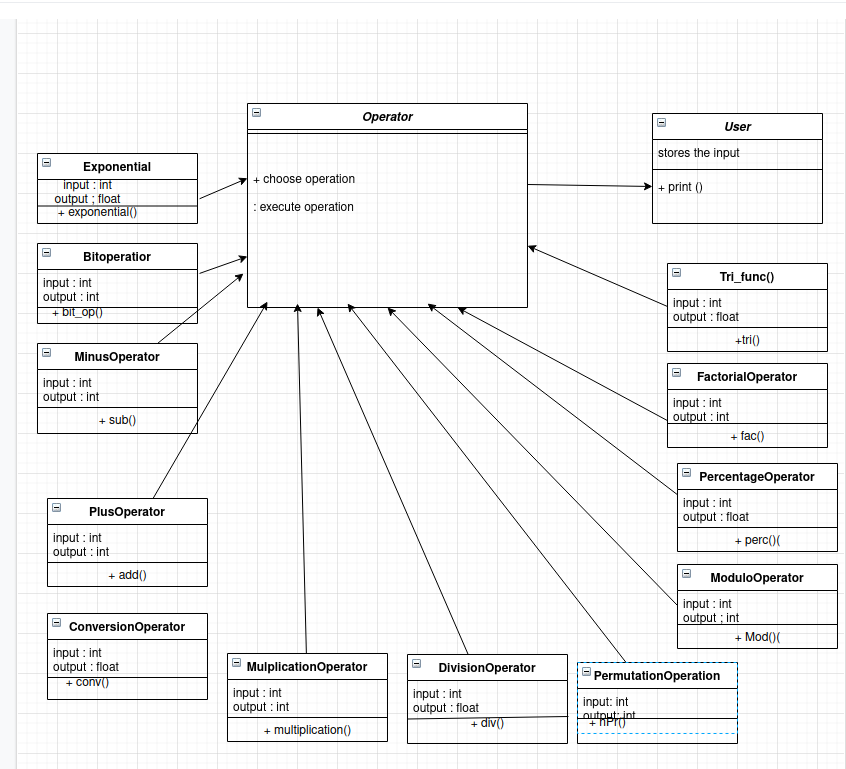 Operator
+ choose operation
: execute operation
User
stores the input
+ print ()
Exponential
input : int
output ; float
+ exponential()
Bitoperatior
input : int
output : int
+ bit_op()
MinusOperator
input : int
output : int
+ sub()
PlusOperator
input : int
output : int
+ add()
ConversionOperator
input : int
output : float
+ conv()
MulplicationOperator
input : int
output : int
+ multiplication()
DivisionOperator
input : int
output : float
+ div()
PermutationOperation
input: int
output: int
+ nPr()
Tri_func()
input : int
output : float
+tri()
FactorialOperator
input : int
output : int
+ fac()
PercentageOperator
input : int
output : float
+ perc()(
ModuloOperator
input : int
output ; int
+ Mod()(